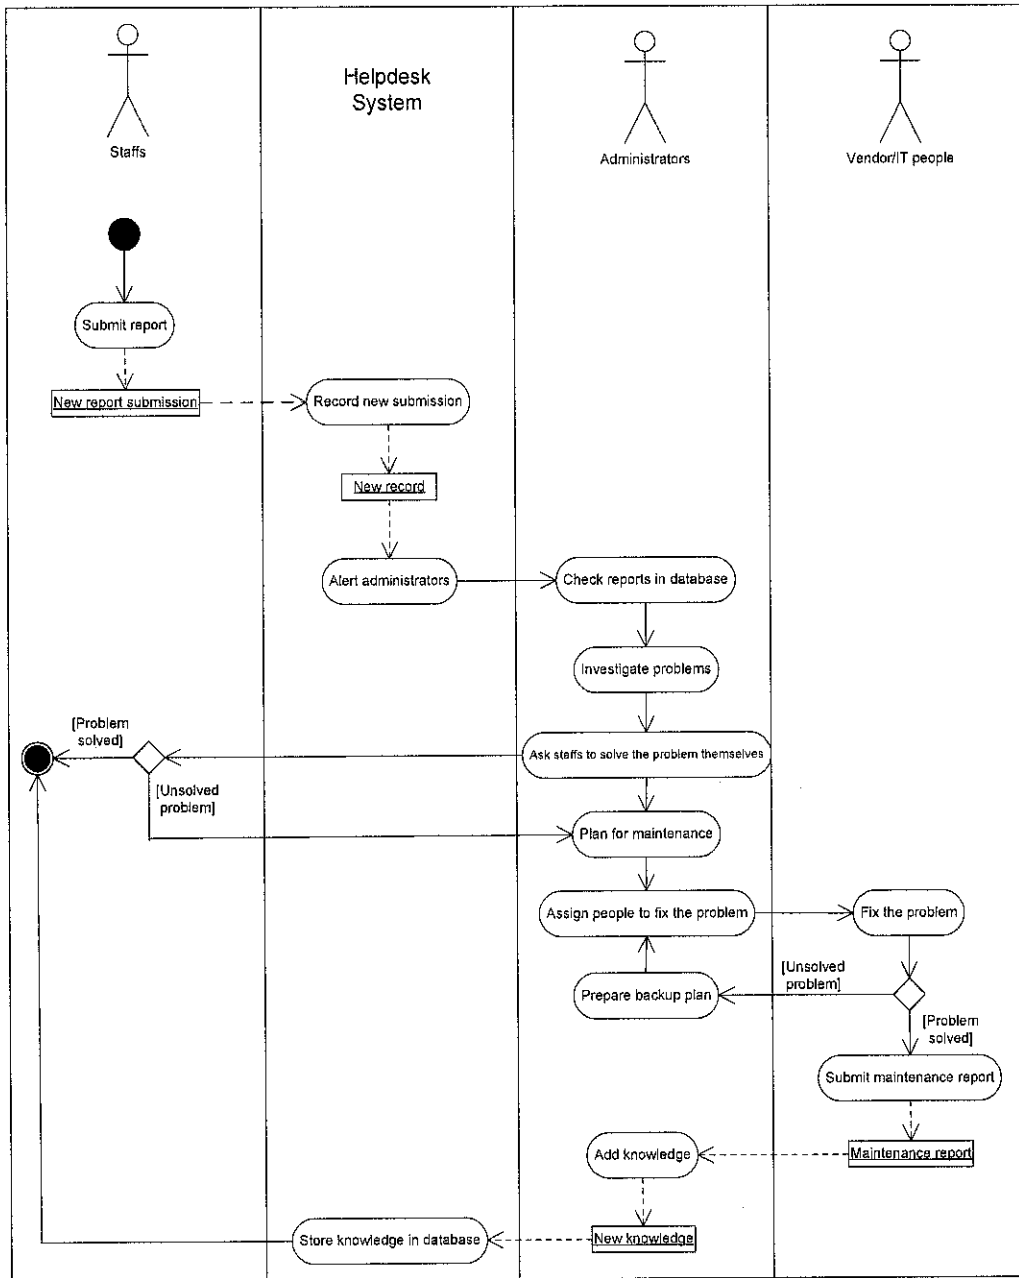 Helpdesk
System
Staffs
Administrators
Vendor/IT people
Submit report
New report submission
Record new submission
New record
Alert administrators
Check reports in database
Investigate problems
[Problem
solved]
Ask staffs to solve the problem themselves
[Unsolved
problem]
Plan for maintenance
Assign people to fix the problem
Fix the problem
[Unsolved
problem]
Prepare backup plan
[Problem
solved]
Submit maintenance report
Add knowledge
Maintenance report
Store knowledge in database
New knowledge